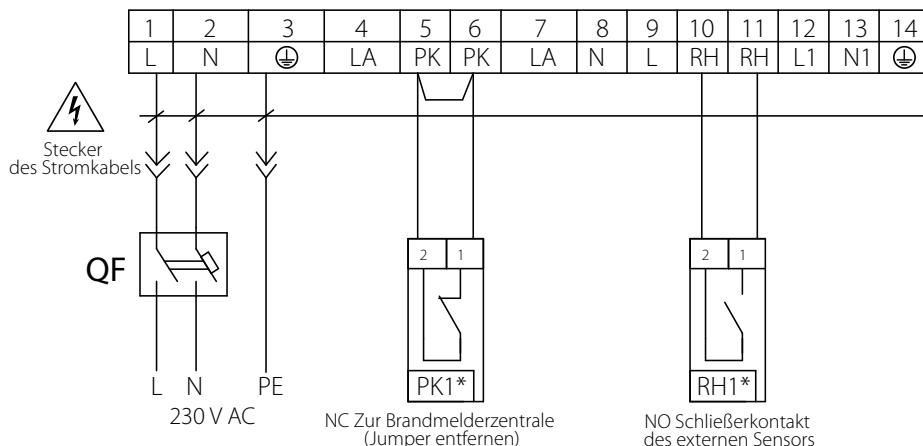 1 2 3 4 5 6 7 8 9 10 11 12 13 14
L N LA PK PK LA N L RH RH L1 N1
Stecker
des Stromkabels
2 1
2 1
QF
PK1*
RH1*
L N PE
230 V AC
NC Zur Brandmelderzentrale
(Jumper entfernen)
NO Schließerkontakt
des externen Sensors